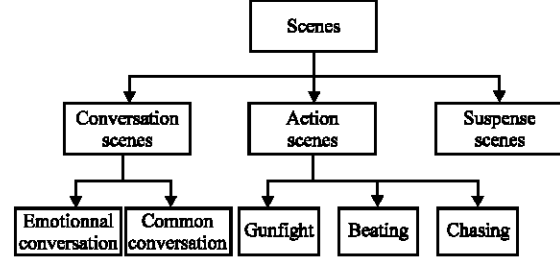 Scenes
Conversation
scenes
Action
scenes
Suspense
scenes
Emotionnal
conversation
Common
conversation
Gunfight
Beating
Chasing